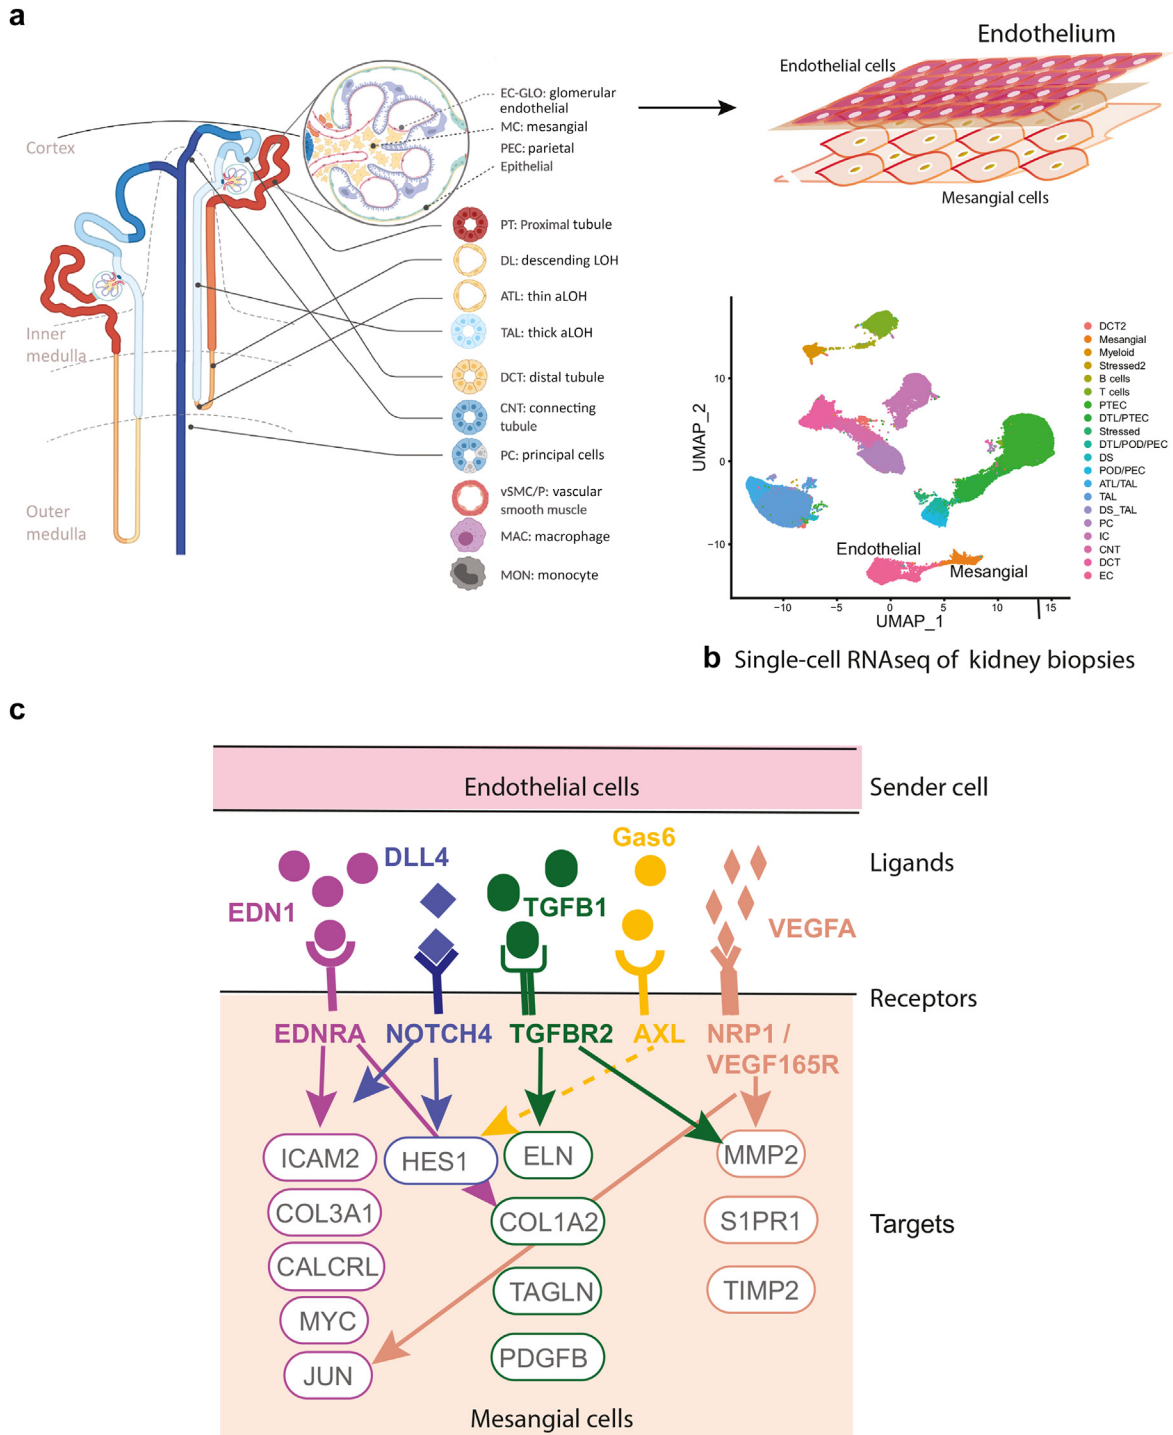 a
Cortex
Inner
medulla
Outer
medulla
EC-GLO: glomerular
endothelial
MC: mesangial
PEC: parietal
Epithelial
PT: Proximal tubule
DL: descending LOH
ATL: thin aLOH
TAL: thick aLOH
DCT: distal tubule
CNT: connecting
tubule
PC: principal cells
vSMC/P: vascular
smooth muscle
MAC: macrophage
MON: monocyte
Endothelium
Endothelial cells
Mesangial cells
UMAP_2
10
0
−10
Endothelial
Mesangial
−10
−5
0
5
10
15
UMAP_1
DCT2
Mesangial
Myeloid
Stressed2
B cells
T cells
PTEC
DTL/PTEC
Stressed
DTL/POD/PEC
DS
POD/PEC
ATL/TAL
TAL
DS_TAL
PC
IC
CNT
DCT
EC
b Single-cell RNAseq of kidney biopsies
c
Endothelial cells
Sender cell
Gas6
DLL4
Ligands
EDN1
TGFB1
VEGFA
Receptors
EDNRA NOTCH4 TGFBR2 AXL NRP1 /
VEGF165R
ICAM2 HES1 ELN MMP2
COL3A1 COL1A2 S1PR1
Targets
CALCRL TAGLN TIMP2
MYC PDGFB
JUN
Mesangial cells